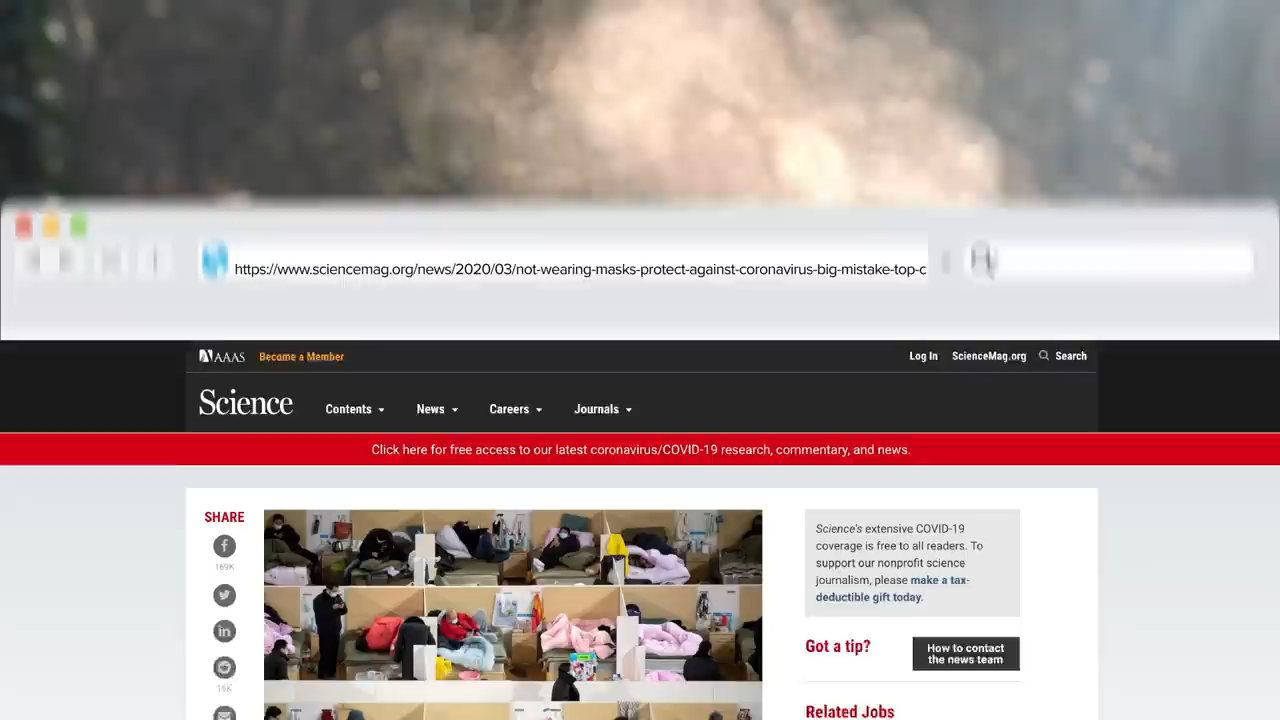 https://www.sciencemag.org/news/2020/03/not-wearing-masks-protect-against-coronavirus-big-mistake-top-c
AAAS Become a Member Log In ScienceMag.org Search
Science Contents News Careers Journals
Click here for free access to our latest coronavirus/COVID-19 research, commentary, and news.
SHARE
169K
16K
Science's extensive COVID-19
coverage is free to all readers. To
support our nonprofit science
journalism, please make a tax-
deductible gift today.
Got a tip?
How to contact
the news team
Related Jobs